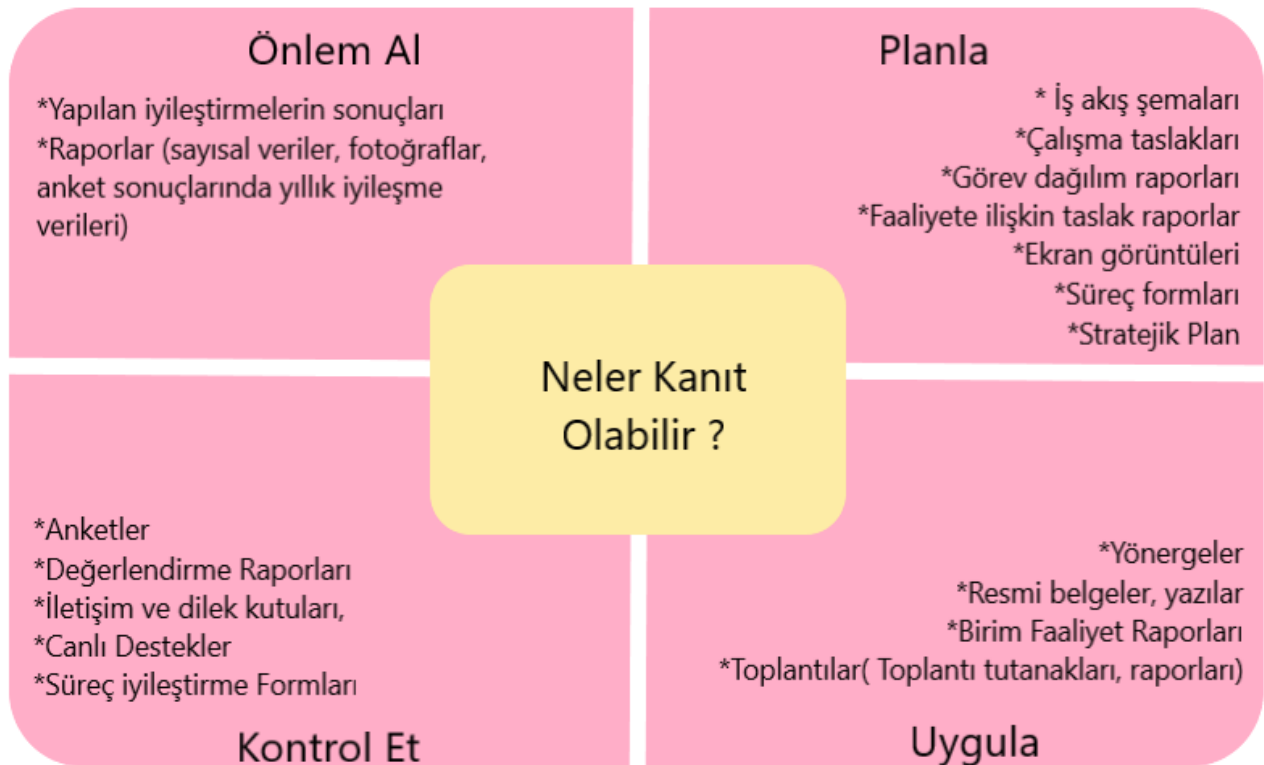 Önlem Al
*Yapılan iyileştirmelerin sonuçları
*Raporlar (sayısal veriler, fotoğraflar,
anket sonuçlarında yıllık iyileşme
verileri)
Planla
* İş akış şemaları
*Çalışma taslakları
*Görev dağılım raporları
*Faaliyete ilişkin taslak raporlar
*Ekran görüntüleri
*Süreç formları
*Stratejik Plan
Neler Kanıt
Olabilir ?
*Anketler
*Değerlendirme Raporları
*İletişim ve dilek kutuları,
*Canlı Destekler
*Süreç iyileştirme Formları
Kontrol Et
*Yönergeler
*Resmi belgeler, yazılar
*Birim Faaliyet Raporları
*Toplantılar( Toplantı tutanakları, raporları)
Uygula